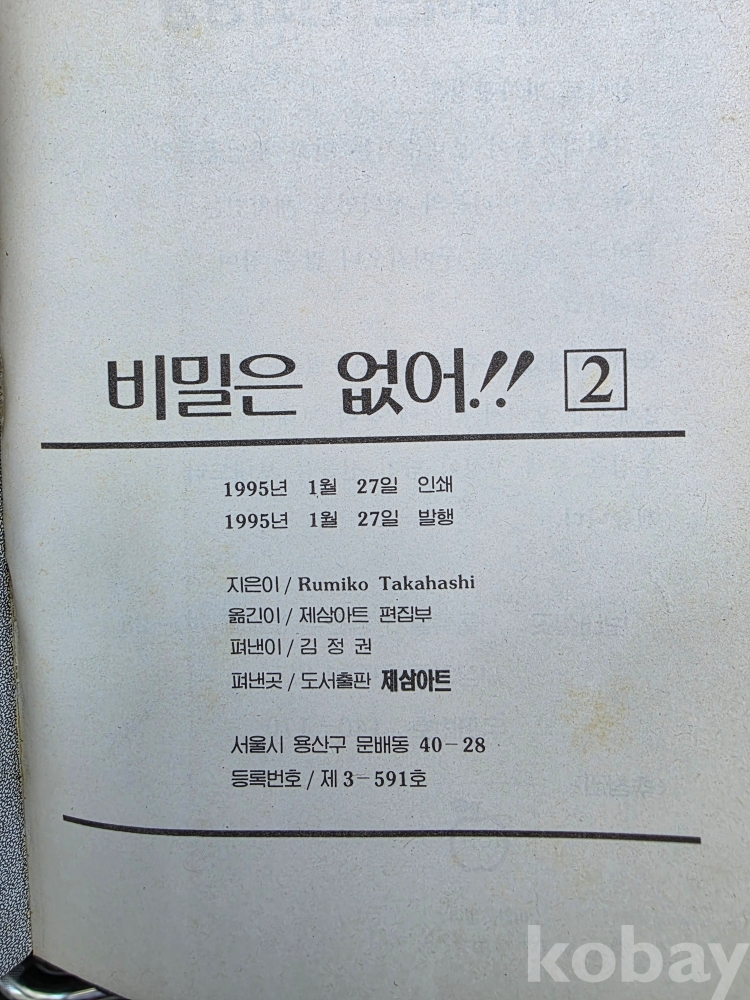 비밀은 없어!! 2
1995년 1월 27일 인쇄
1995년 1월 27일 발행
지은이 / Rumiko Takahashi
옮긴이 / 제삼아트 편집부
펴낸이 / 김 정 권
펴낸곳 / 도서출판 제삼아트
서울시 용산구 문배동 40-28
등록번호 / 제 3-591호
kobay